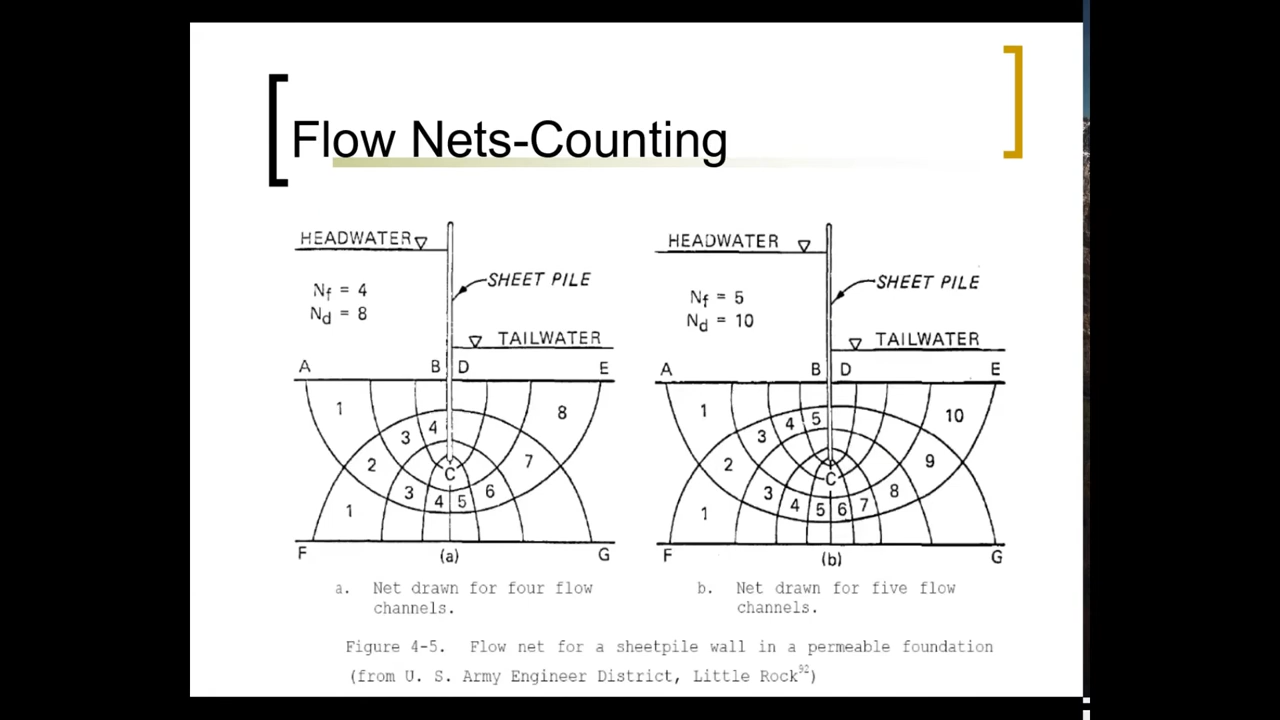 Flow Nets-Counting
HEADWATER
SHEET PILE
Nf = 4
Nd = 8
TAILWATER
A B D E
1 8
3 4
2 7
C
3 4 5 6
1
F (a) G
a. Net drawn for four flow
channels.
HEADWATER
SHEET PILE
Nf = 5
Nd = 10
TAILWATER
A B D E
1 10
3 4 5
2 9
C
3 4 5 6 7 8
1
F (b) G
b. Net drawn for five flow
channels.
Figure 4-5. Flow net for a sheetpile wall in a permeable foundation
(from U. S. Army Engineer District, Little Rock92)